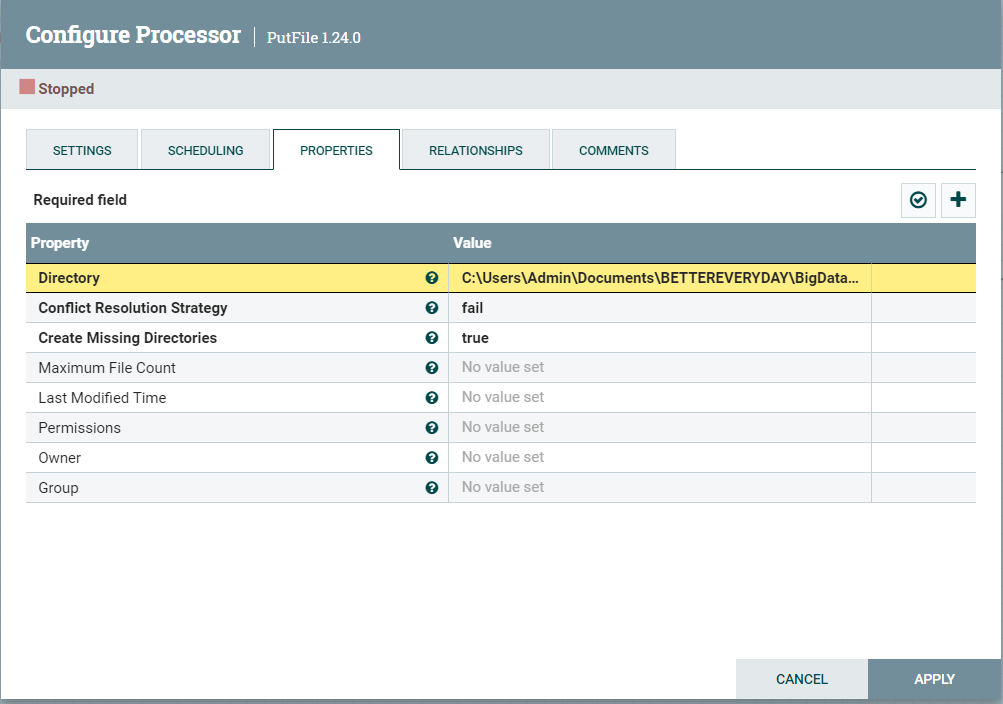 Configure Processor | PutFile 1.24.0
Stopped
SETTINGS SCHEDULING PROPERTIES RELATIONSHIPS COMMENTS
Required field
Property Value
Directory C:\Users\Admin\Documents\BETTEREVERYDAY\BigData...
Conflict Resolution Strategy fail
Create Missing Directories true
Maximum File Count No value set
Last Modified Time No value set
Permissions No value set
Owner No value set
Group No value set
CANCEL APPLY